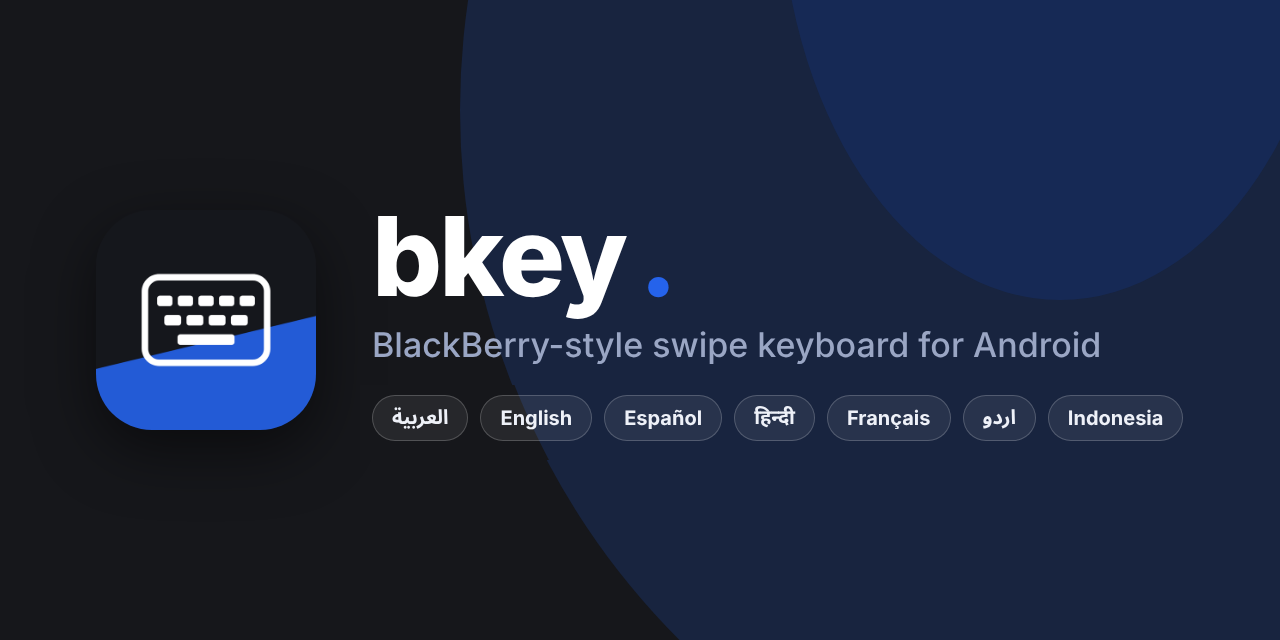 bkey.
BlackBerry-style swipe keyboard for Android
العربية English Español हिन्दी Français اردو Indonesia